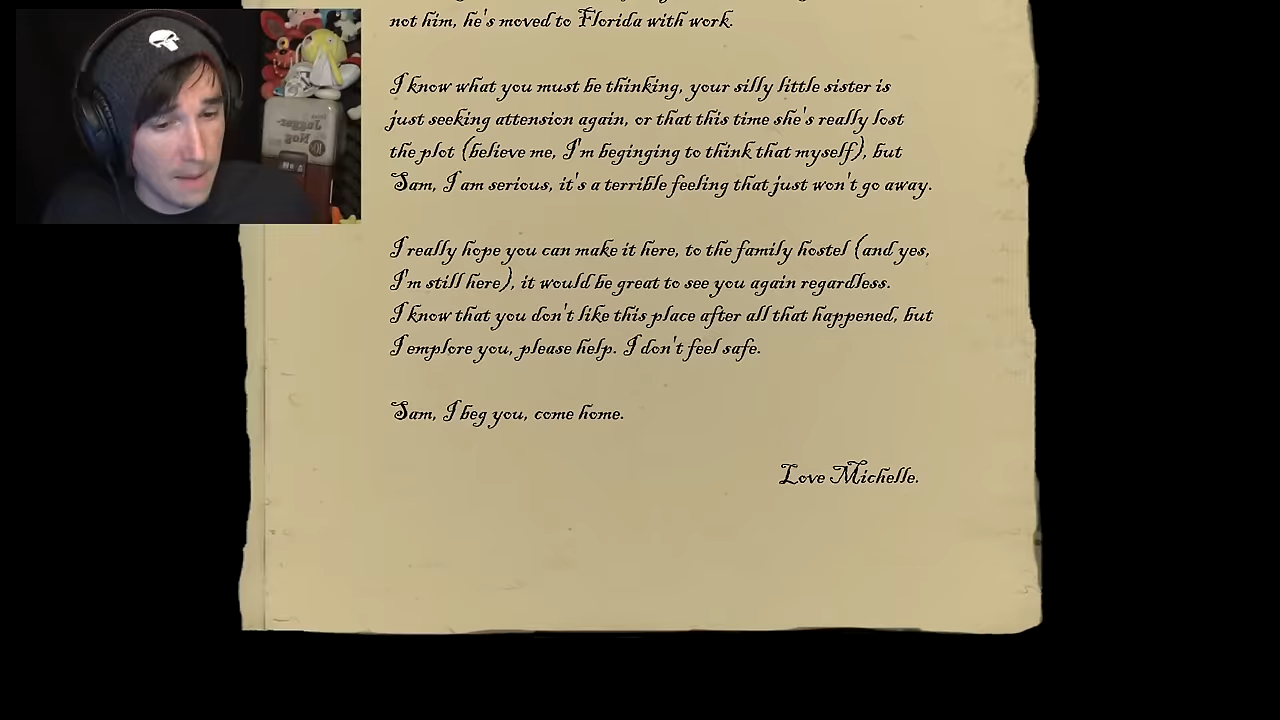 not him, he's moved to Florida with work.
I know what you must be thinking, your silly little sister is
just seeking attension again, or that this time she's really lost
the plot (believe me, I'm beginging to think that myself), but
Sam, I am serious, it's a terrible feeling that just won't go away.
I really hope you can make it here, to the family hostel (and yes,
I'm still here), it would be great to see you again regardless.
I know that you don't like this place after all that happened, but
I emplore you, please help. I don't feel safe.
Sam, I beg you, come home.
Love Michelle.